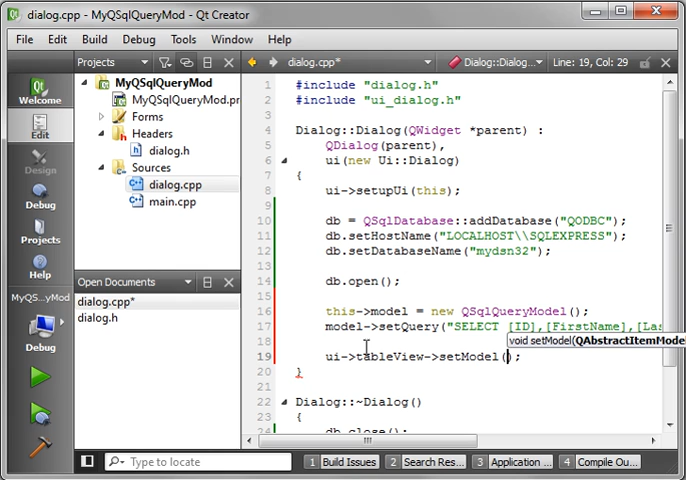 dialog.cpp - MyQSqlQueryMod - Qt Creator
File Edit Build Debug Tools Window Help
Projects dialog.cpp* Dialog::Dialog... Line: 19, Col: 29
Welcome
Edit
Design
Debug
Projects
Help
MyQS...yMod
Debug
MyQSqlQueryMod
MyQSqlQueryMod.pr
Forms
Headers
dialog.h
Sources
dialog.cpp
main.cpp
Open Documents
dialog.cpp*
dialog.h
1 #include "dialog.h"
2 #include "ui_dialog.h"
3
4 Dialog::Dialog(QWidget *parent) :
5 QDialog(parent),
6 ui(new Ui::Dialog)
7 {
8 ui->setupUi(this);
9
10 db = QSqlDatabase::addDatabase("QODBC");
11 db.setHostName("LOCALHOST\\SQLEXPRESS");
12 db.setDatabaseName("mydsn32");
13
14 db.open();
15
16 this->model = new QSqlQueryModel();
17 model->setQuery("SELECT [ID],[FirstName],[Las
18
void setModel(QAbstractItemMode
19 ui->tableView->setModel();
20 }
21
22 Dialog::~Dialog()
23 {
24 db.close();
Type to locate 1 Build Issues 2 Search Res... 3 Application ... 4 Compile Ou...